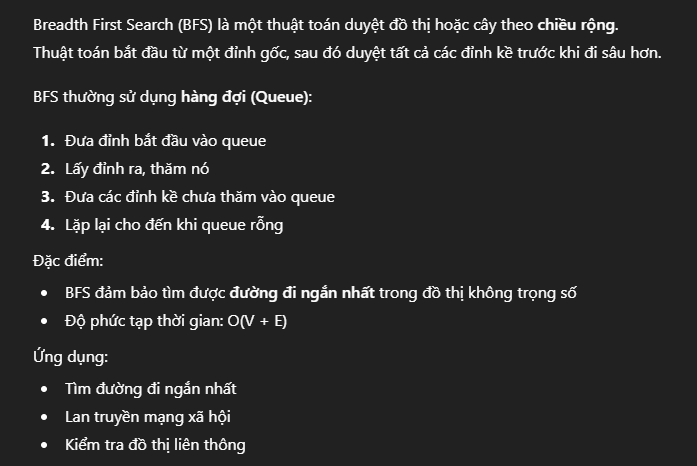 Breadth First Search (BFS) là một thuật toán duyệt đồ thị hoặc cây theo chiều rộng.
Thuật toán bắt đầu từ một đỉnh gốc, sau đó duyệt tất cả các đỉnh kề trước khi đi sâu hơn.
BFS thường sử dụng hàng đợi (Queue):
1. Đưa đỉnh bắt đầu vào queue
2. Lấy đỉnh ra, thăm nó
3. Đưa các đỉnh kề chưa thăm vào queue
4. Lặp lại cho đến khi queue rỗng
Đặc điểm:
• BFS đảm bảo tìm được đường đi ngắn nhất trong đồ thị không trọng số
• Độ phức tạp thời gian: O(V + E)
Ứng dụng:
• Tìm đường đi ngắn nhất
• Lan truyền mạng xã hội
• Kiểm tra đồ thị liên thông